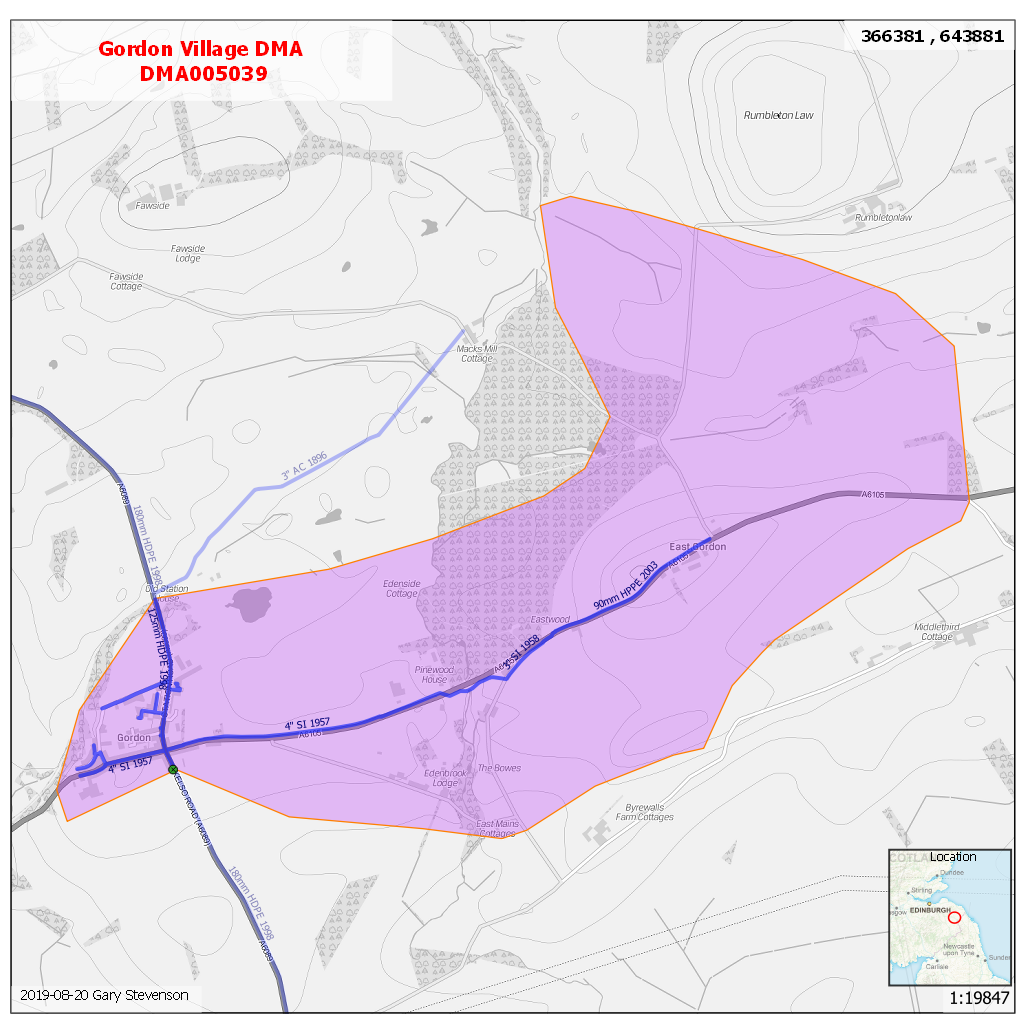 Gordon Village DMA
DMA005039
366381 , 643881
Rumbleton Law
Fawside
Rumbletonlaw
Fawside
Lodge
Fawside
Cottage
Macks Mill
Cottage
3" AC 1896
A6089
180mm HDPE 1998
A6105
East Gordon
A6105
Old Station
House
Edenside
Cottage
90mm HPPE 2003
125mm HDPE 1998
Eastwood
3" SI 1958
Middlethird
Cottage
Pinewood
House
4" SI 1957
A6105
Gordon
4" SI 1957
The Bowes
Edenbrook
Lodge
KELSO ROAD (A6089)
Byrewalls
Farm Cottages
East Mains
Cottages
180mm HDPE 1998
A6089
Location
Dundee
Stirling
EDINBURGH
Newcastle
upon Tyne
Sunder
Carlisle
2019-08-20 Gary Stevenson
1:19847